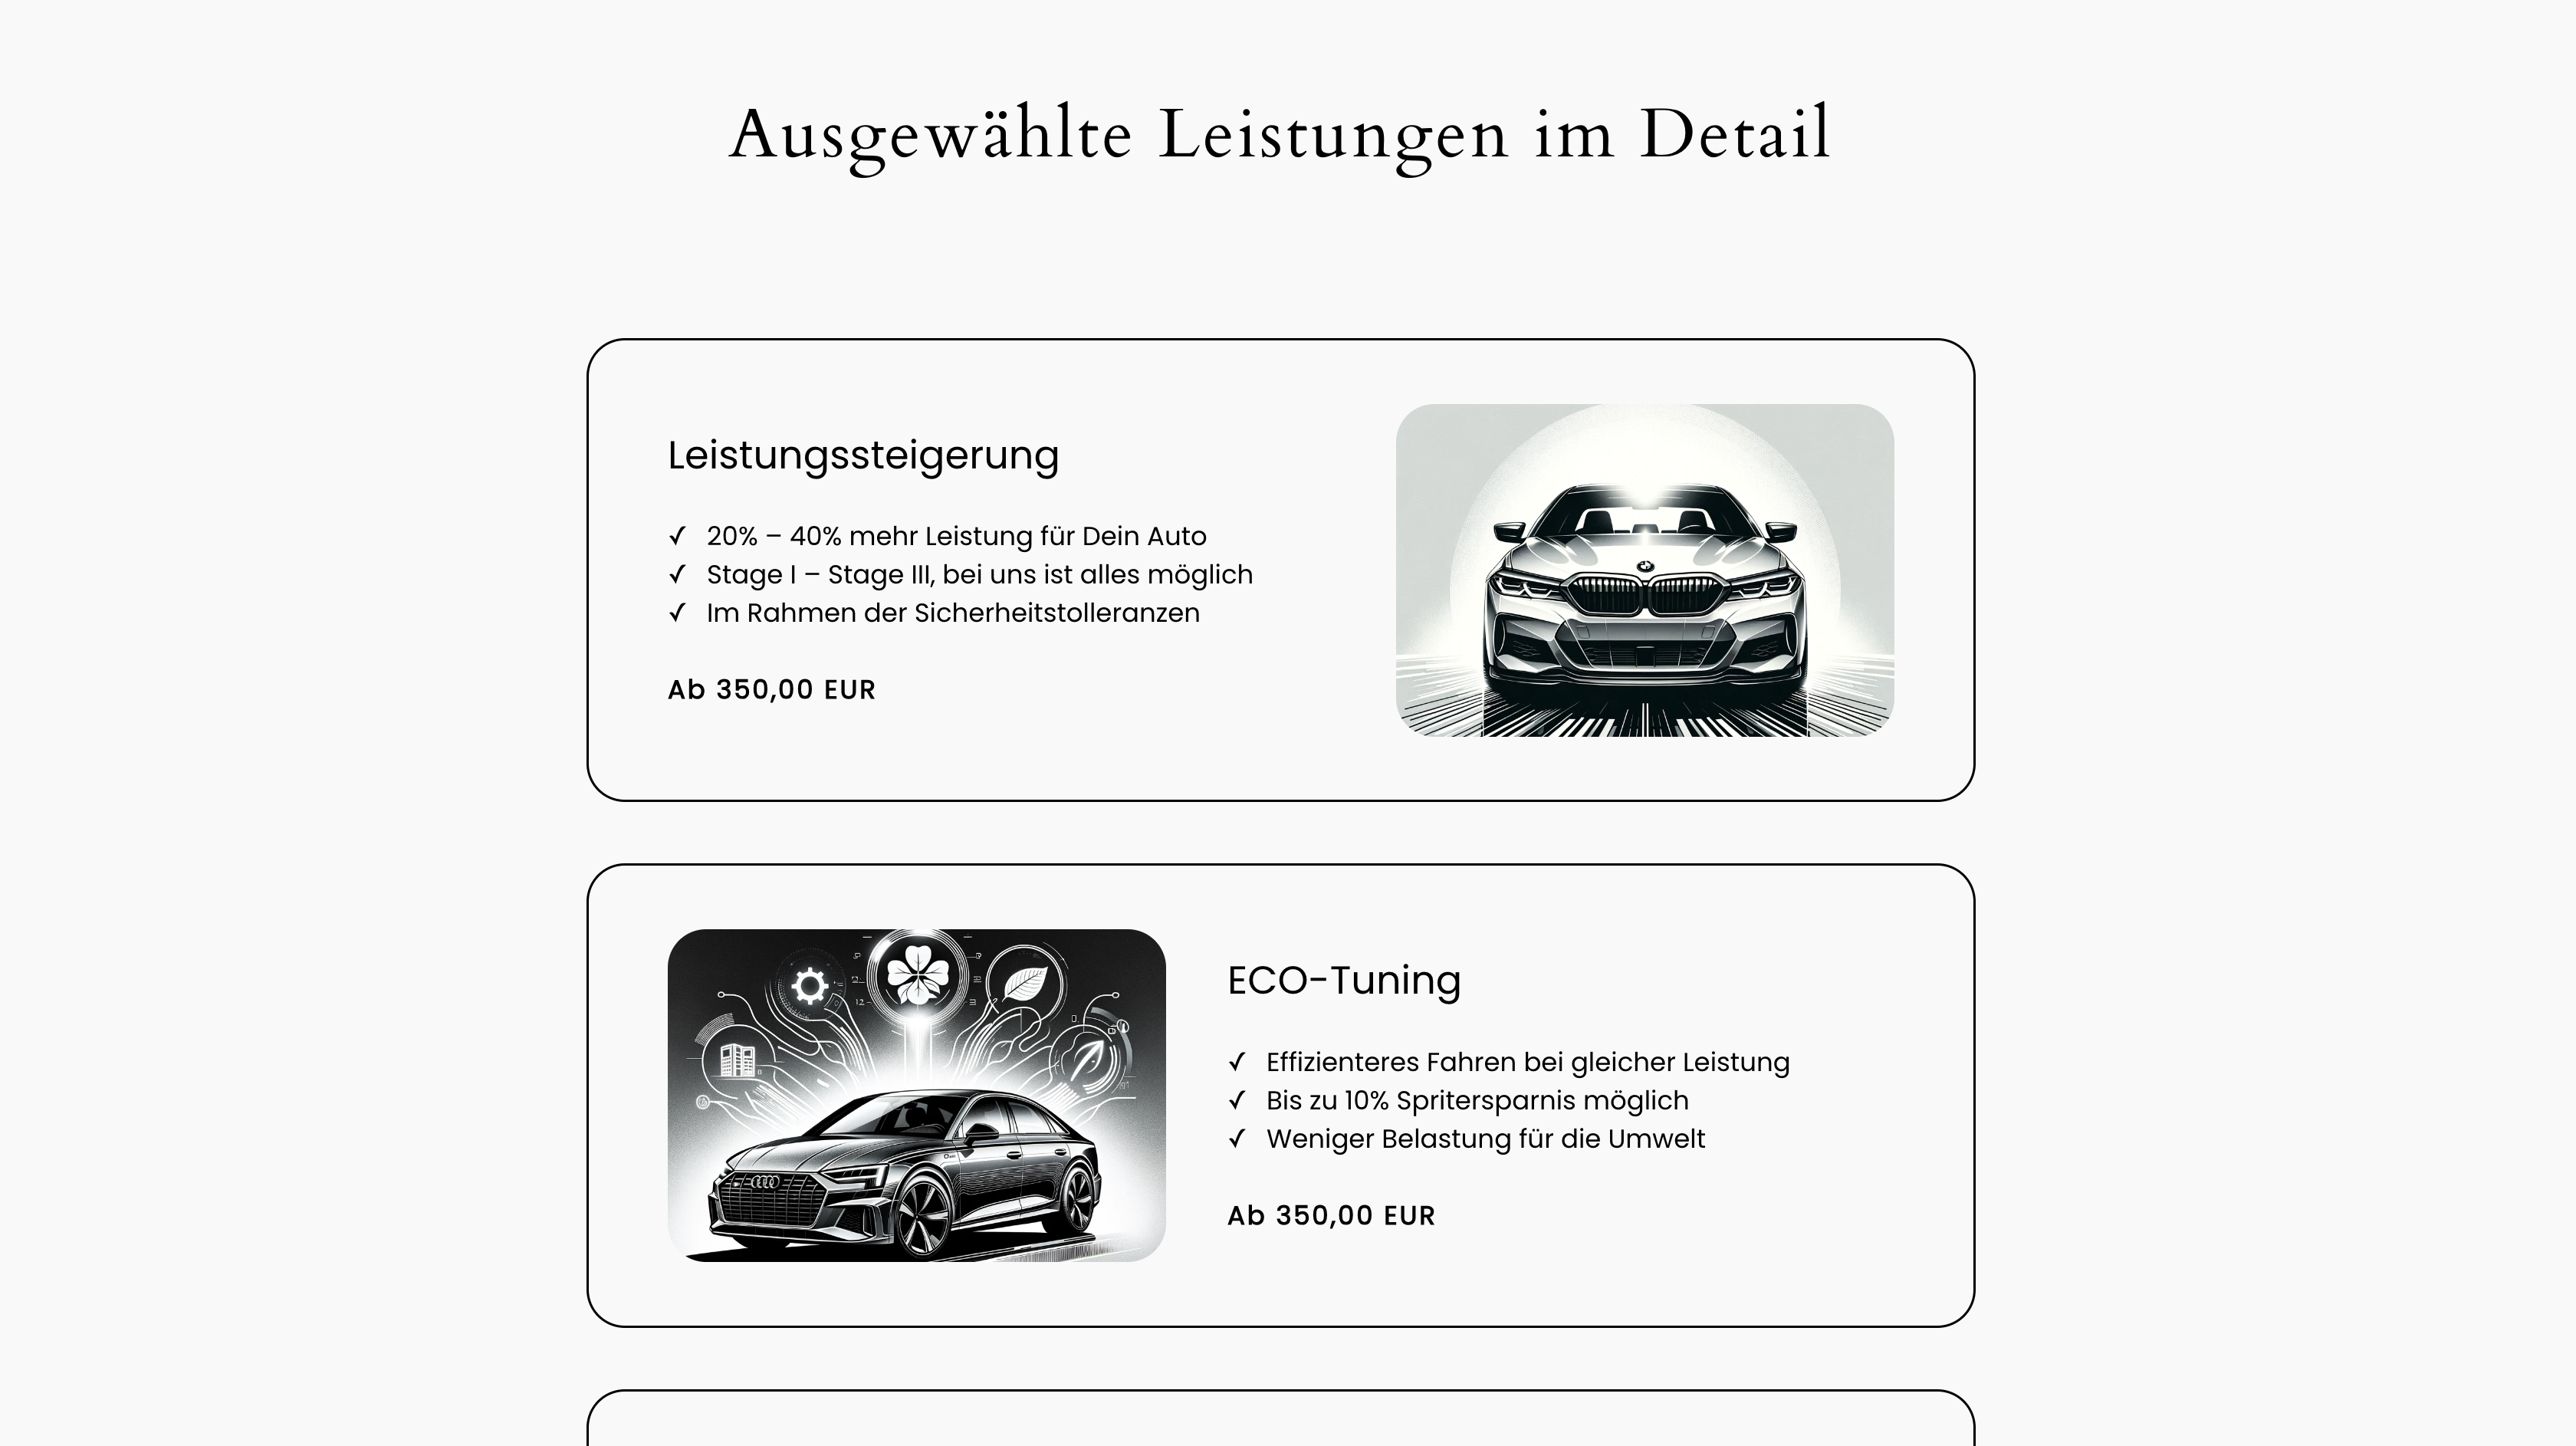 Ausgewählte Leistungen im Detail
Leistungssteigerung
✓ 20% – 40% mehr Leistung für Dein Auto
✓ Stage I – Stage III, bei uns ist alles möglich
✓ Im Rahmen der Sicherheitstolleranzen
Ab 350,00 EUR
ECO-Tuning
✓ Effizienteres Fahren bei gleicher Leistung
✓ Bis zu 10% Spritersparnis möglich
✓ Weniger Belastung für die Umwelt
Ab 350,00 EUR